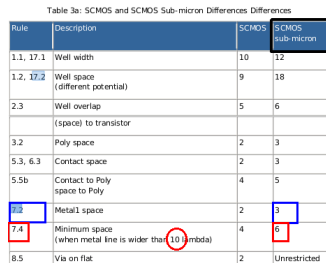 Table 3a: SCMOS and SCMOS Sub-micron Differences Differences
Rule Description SCMOS SCMOS
sub-micron
1.1, 17.1 Well width 10 12
1.2, 17.2 Well space 9 18
(different potential)
2.3 Well overlap 5 6
(space) to transistor
3.2 Poly space 2 3
5.3, 6.3 Contact space 2 3
5.5b Contact to Poly 4 5
space to Poly
7.2 Metal1 space 2 3
7.4 Minimum space 4 6
(when metal line is wider than 10 lambda)
8.5 Via on flat 2 Unrestricted